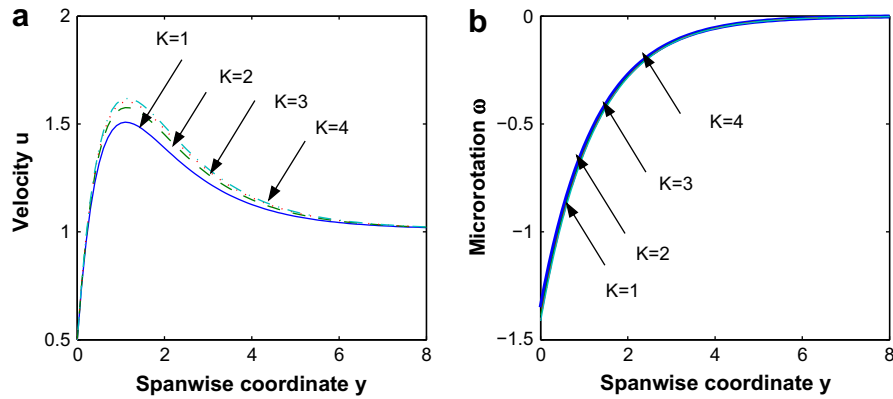 a
2
1.5
1
0.5
Velocity u
K=1
K=2
K=3
K=4
0
2
4
6
8
Spanwise coordinate y
b
0
−0.5
−1
−1.5
Microrotation ω
K=4
K=3
K=2
K=1
0
2
4
6
8
Spanwise coordinate y